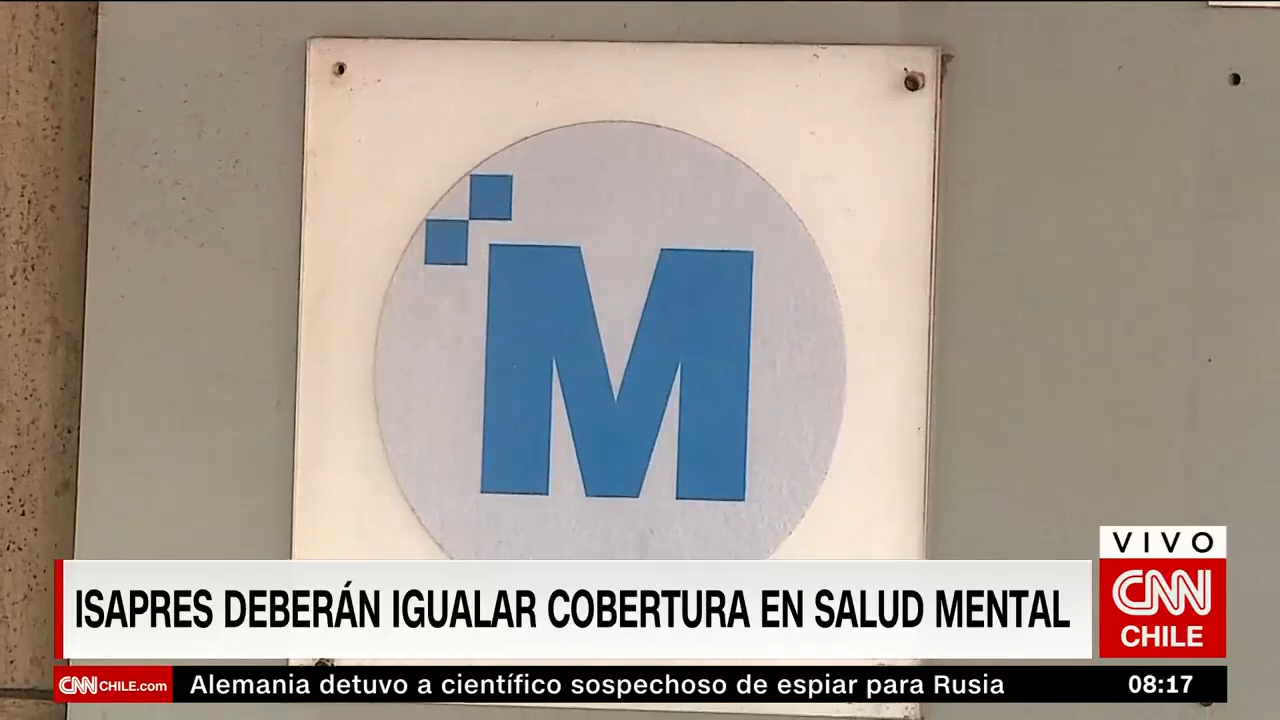 M
VIVO
CNN
CHILE
ISAPRES DEBERÁN IGUALAR COBERTURA EN SALUD MENTAL
CNNCHILE.com Alemania detuvo a científico sospechoso de espiar para Rusia 08:17